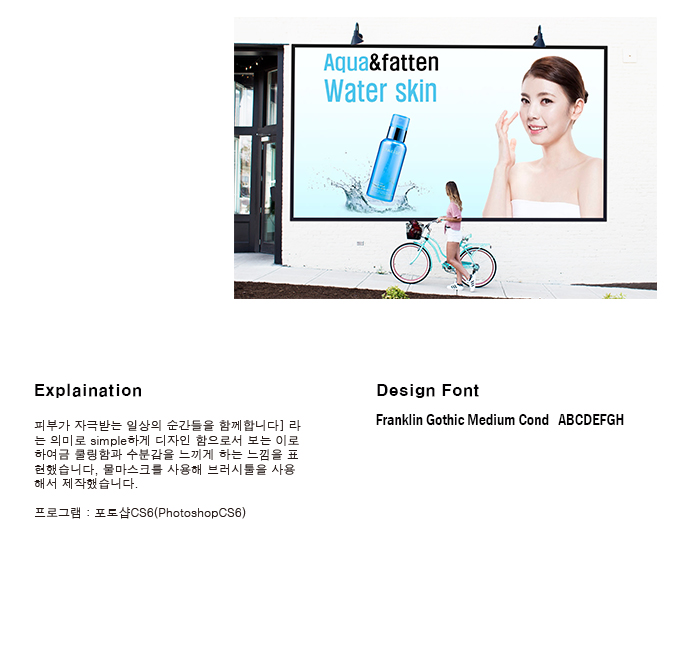 Aqua&fatten
Water skin
Explaination
피부가 자극받는 일상의 순간들을 함께합니다] 라
는 의미로 simple하게 디자인 함으로서 보는 이로
하여금 쿨링함과 수분감을 느끼게 하는 느낌을 표
현했습니다, 물마스크를 사용해 브러시툴을 사용
해서 제작했습니다.
프로그램 : 포토샵CS6(PhotoshopCS6)
Design Font
Franklin Gothic Medium Cond ABCDEFGH